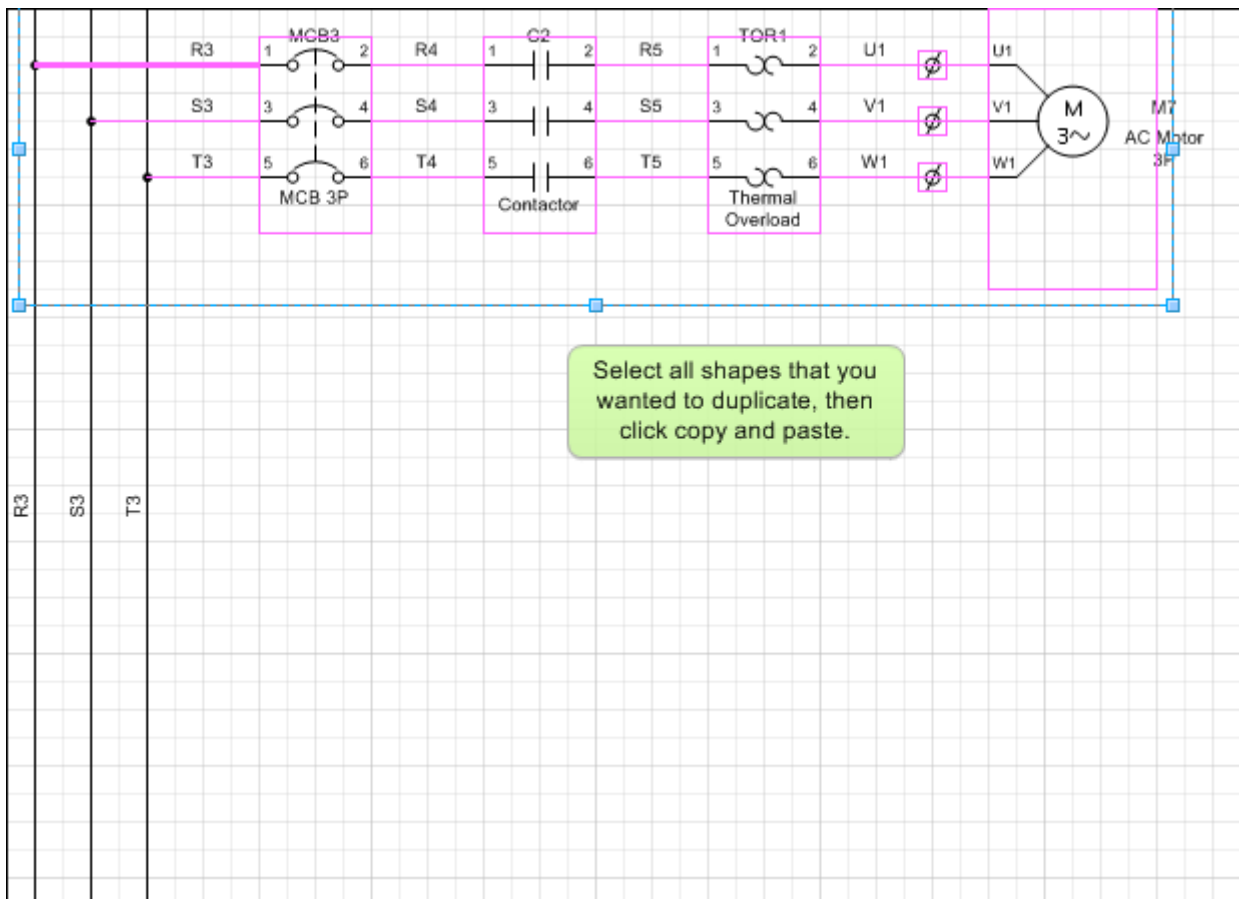 MCB3 C2 TOR1
R3 1 2 R4 1 2 R5 1 2 U1 U1
S3 3 4 S4 3 4 S5 3 4 V1 V1 M M7
3~ AC Motor
3P
T3 5 6 T4 5 6 T5 5 6 W1 W1
MCB 3P Contactor Thermal
Overload
Select all shapes that you
wanted to duplicate, then
click copy and paste.
R3 S3 T3